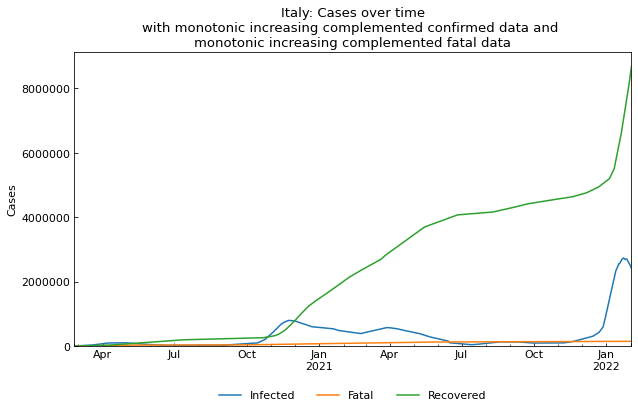 Italy: Cases over time
with monotonic increasing complemented confirmed data and
monotonic increasing complemented fatal data
8000000
6000000
4000000
2000000
0
Cases
Apr Jul Oct Jan Apr Jul Oct Jan
2021 2022
Infected Fatal Recovered